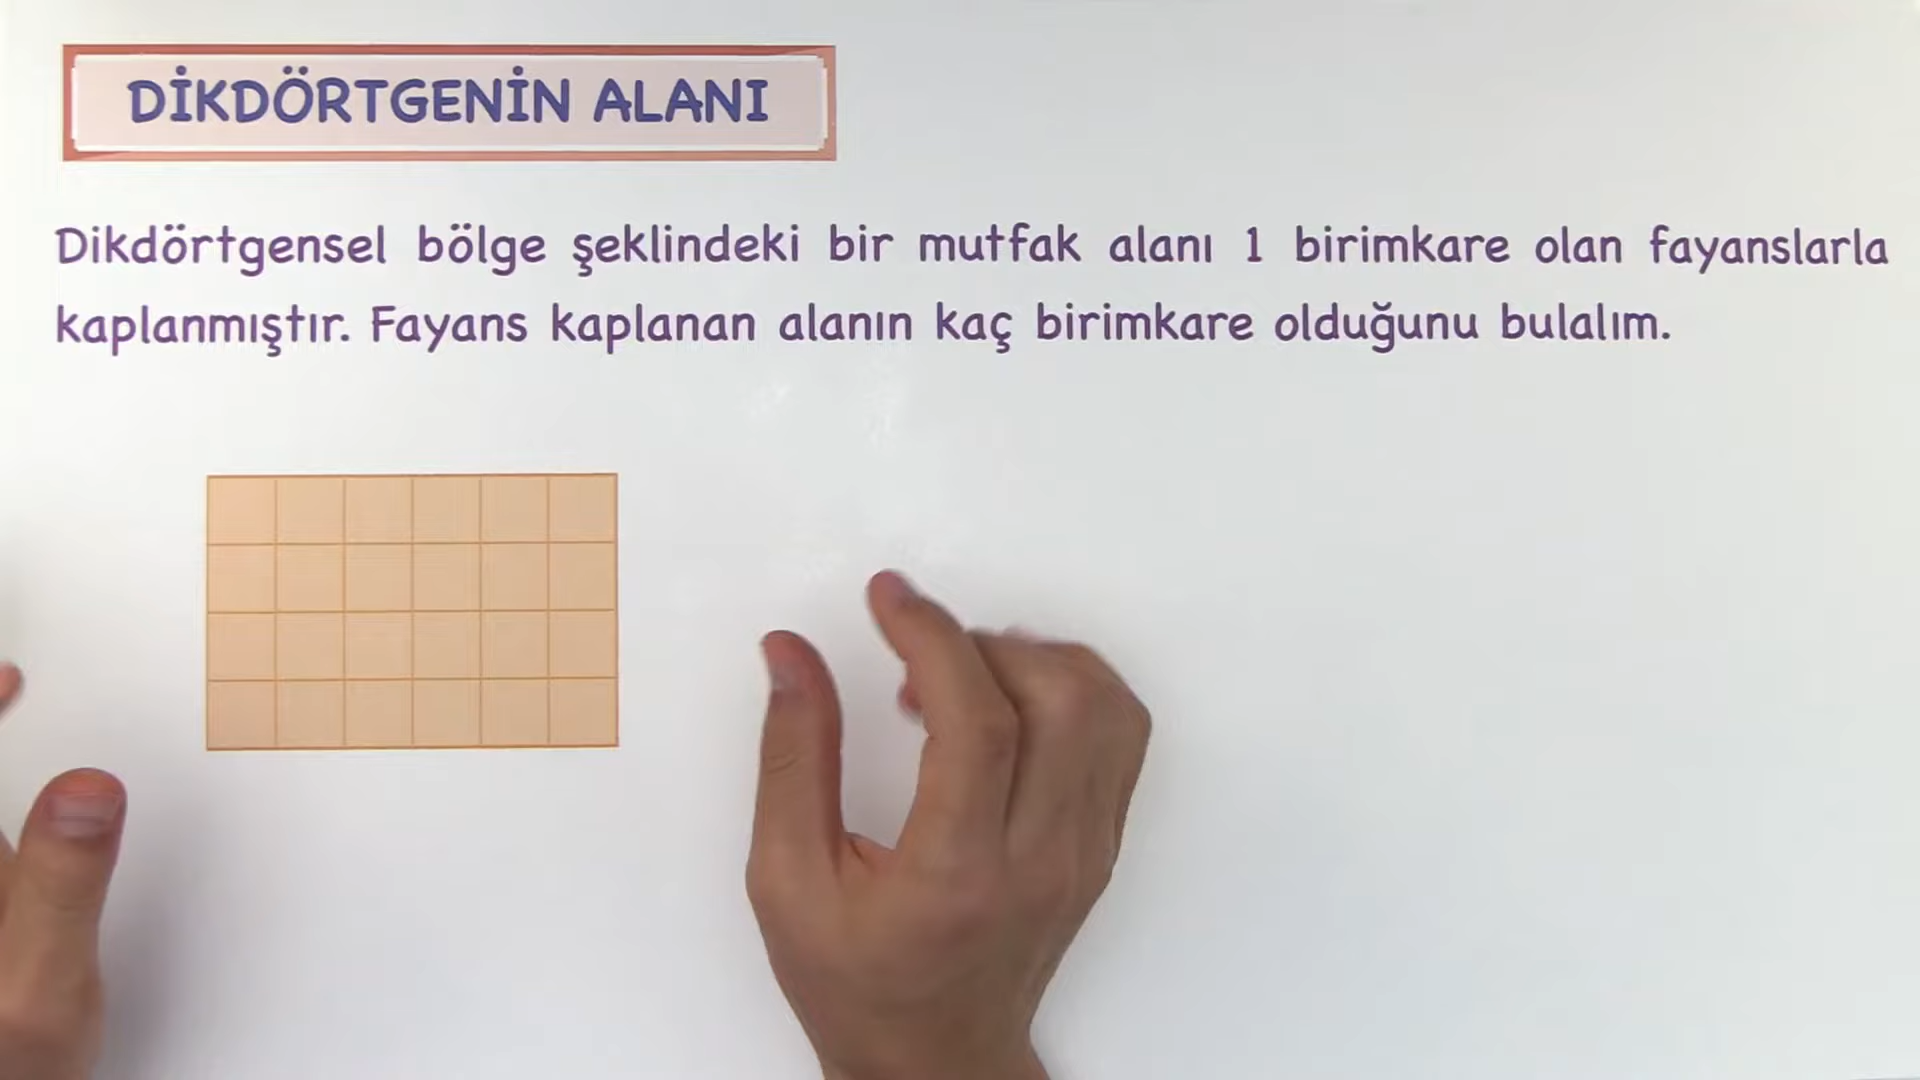 DİKDÖRTGENİN ALANI
Dikdörtgensel bölge şeklindeki bir mutfak alanı 1 birimkare olan fayanslarla
kaplanmıştır. Fayans kaplanan alanın kaç birimkare olduğunu bulalım.